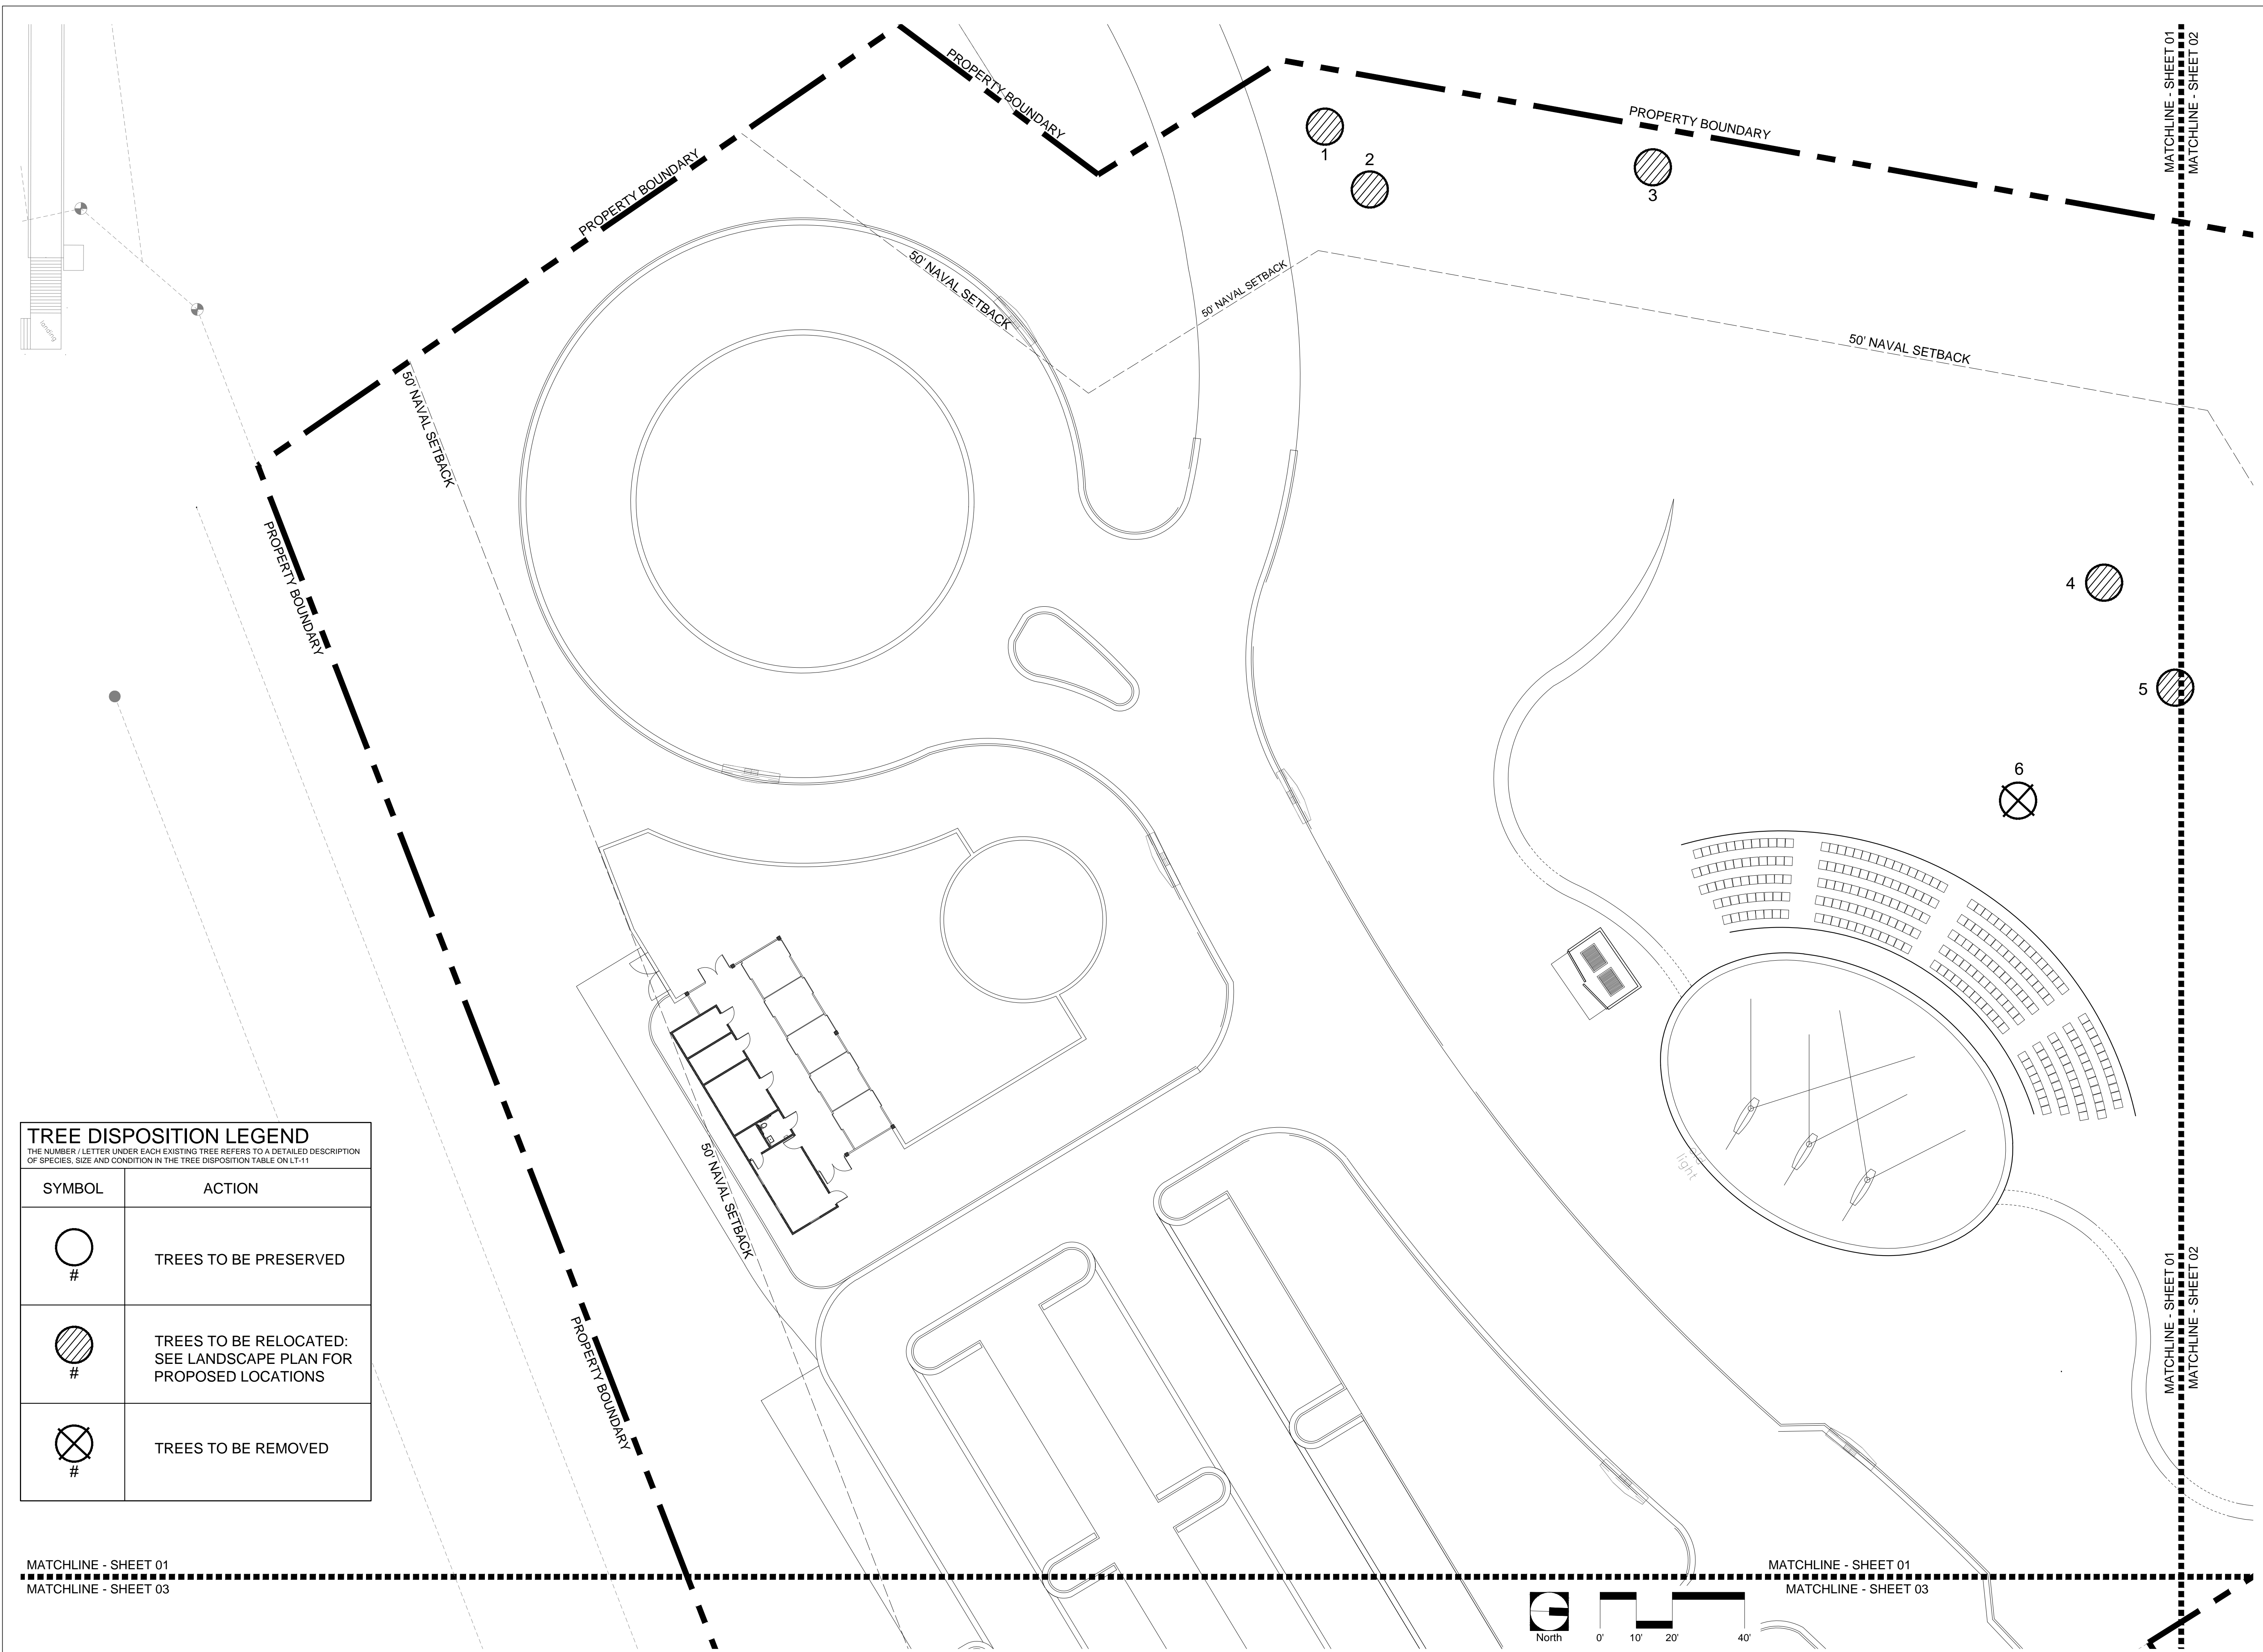 MATCHLINE - SHEET 01
MATCHLINE - SHEET 02
PROPERTY BOUNDARY
PROPERTY BOUNDARY
PROPERTY BOUNDARY
1
2
3
50' NAVAL SETBACK
50' NAVAL SETBACK
50' NAVAL SETBACK
landing
50' NAVAL SETBACK
PROPERTY BOUNDARY
4
5
6
light
50' NAVAL SETBACK
PROPERTY BOUNDARY
TREE DISPOSITION LEGEND
THE NUMBER / LETTER UNDER EACH EXISTING TREE REFERS TO A DETAILED DESCRIPTION
OF SPECIES, SIZE AND CONDITION IN THE TREE DISPOSITION TABLE ON LT-11
SYMBOL
ACTION
#
TREES TO BE PRESERVED
#
TREES TO BE RELOCATED:
SEE LANDSCAPE PLAN FOR
PROPOSED LOCATIONS
#
TREES TO BE REMOVED
MATCHLINE - SHEET 01
MATCHLINE - SHEET 02
MATCHLINE - SHEET 01
MATCHLINE - SHEET 03
MATCHLINE - SHEET 01
MATCHLINE - SHEET 03
North
0'
10'
20'
40'